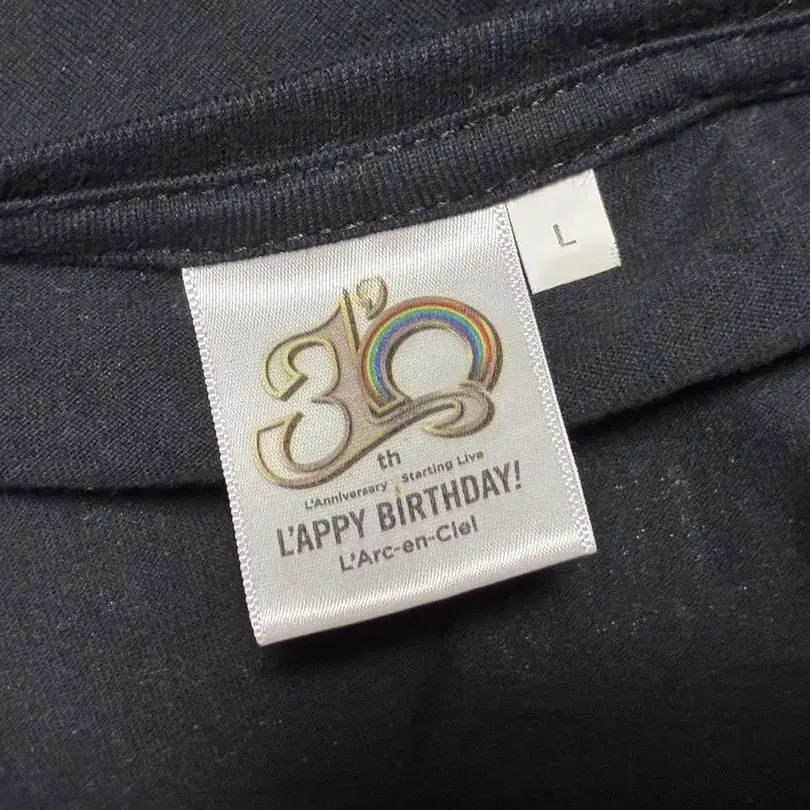 L
30
th
L'Anniversary Starting Live
L'APPY BIRTHDAY!
L'Arc-en-Ciel